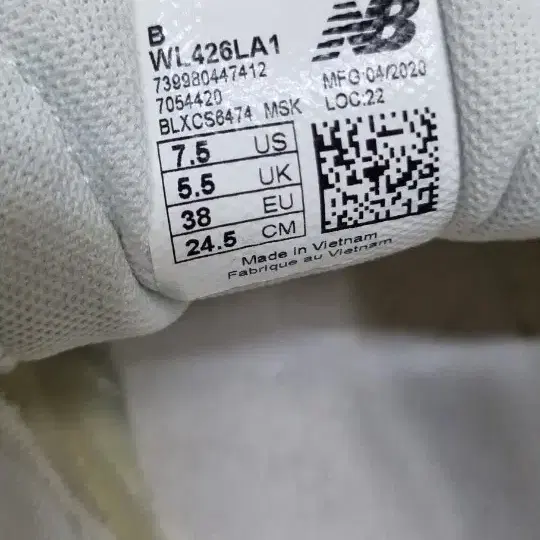 B
WL426LA1
739980447412
7054420
BLXCS6474 MSK
NB
MFG 04/2020
LOC:22
7.5 US
5.5 UK
38 EU
24.5 CM
Made in Vietnam
Fabrique au Vietnam